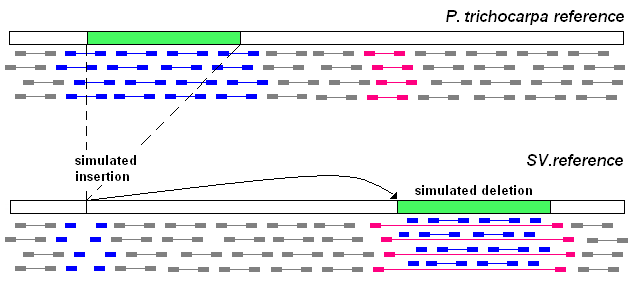 P. trichocarpa reference
simulated
insertion
SV.reference
simulated deletion